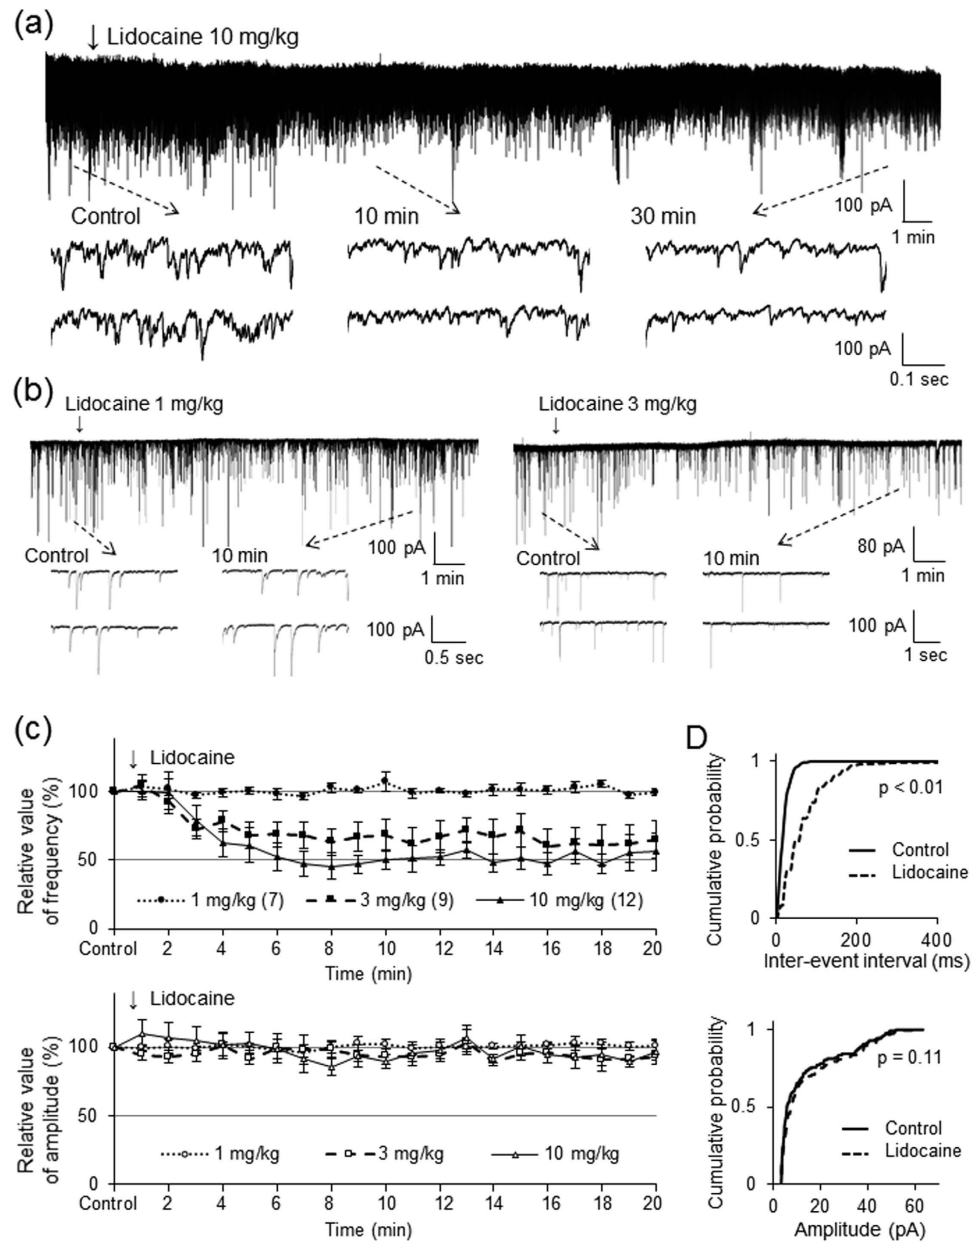 (a)
↓ Lidocaine 10 mg/kg
Control
10 min
30 min
100 pA
1 min
100 pA
0.1 sec
(b)
Lidocaine 1 mg/kg
↓
Control
10 min
100 pA
1 min
100 pA
0.5 sec
Lidocaine 3 mg/kg
↓
Control
10 min
80 pA
1 min
100 pA
1 sec
(c)
↓ Lidocaine
Relative value
of frequency (%)
100
50
0
1 mg/kg (7) 3 mg/kg (9) 10 mg/kg (12)
Control 2 4 6 8 10 12 14 16 18 20
Time (min)
↓ Lidocaine
Relative value
of amplitude (%)
100
50
0
1 mg/kg 3 mg/kg 10 mg/kg
Control 2 4 6 8 10 12 14 16 18 20
Time (min)
D
Cumulative probability
1
0.5
0
p < 0.01
Control
Lidocaine
0 200 400
Inter-event interval (ms)
Cumulative probability
1
0.5
0
p = 0.11
Control
Lidocaine
0 20 40 60
Amplitude (pA)